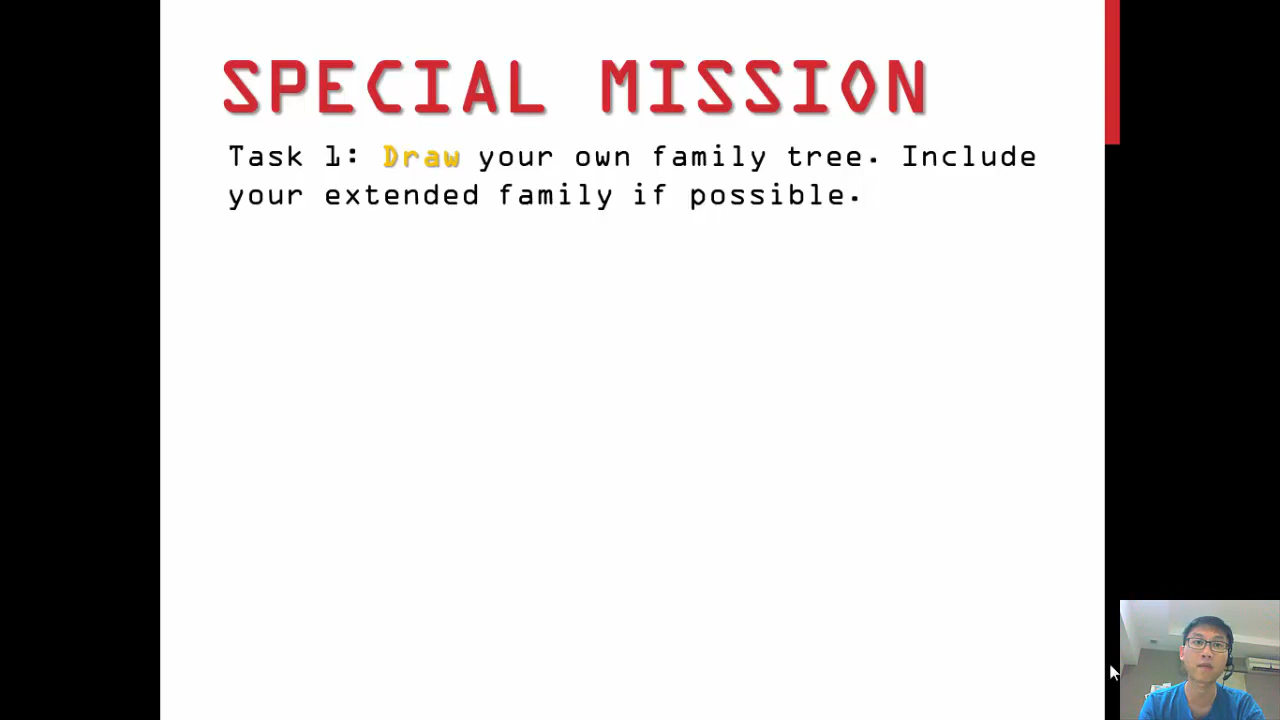 SPECIAL MISSION
Task 1: Draw your own family tree. Include
your extended family if possible.